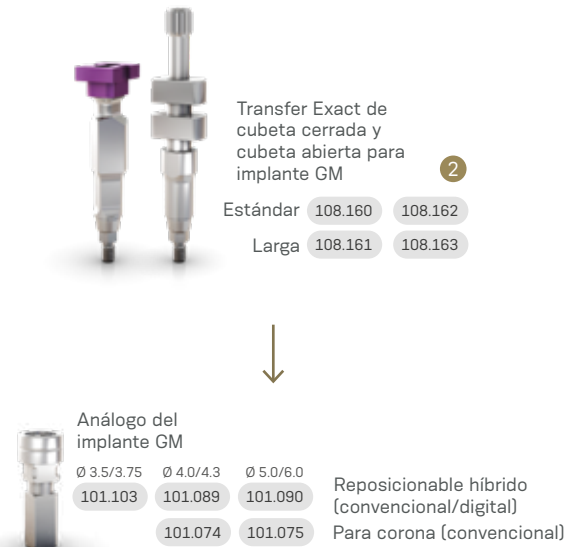 Transfer Exact de
cubeta cerrada y
cubeta abierta para
implante GM
2
Estándar 108.160 108.162
Larga 108.161 108.163
Análogo del
implante GM
Ø 3.5/3.75 Ø 4.0/4.3 Ø 5.0/6.0
101.103 101.089 101.090 Reposicionable híbrido
(convencional/digital)
101.074 101.075 Para corona (convencional)